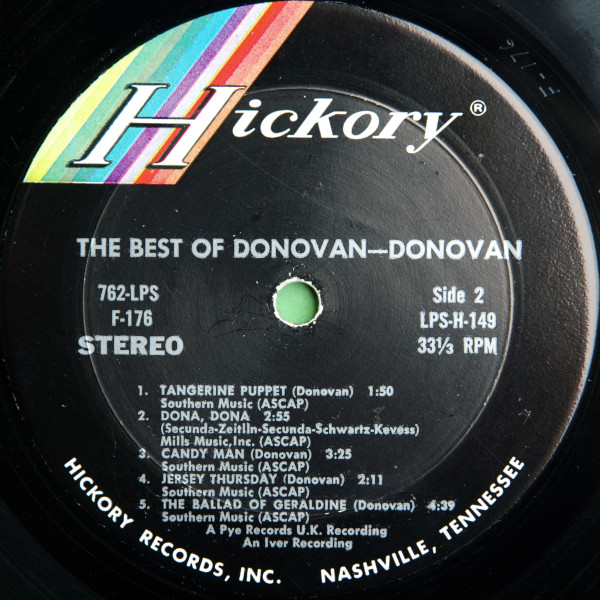 Hickory®
F-176
THE BEST OF DONOVAN—DONOVAN
762-LPS
F-176
STEREO
Side 2
LPS-H-149
33⅓ RPM
1. TANGERINE PUPPET (Donovan) 1:50
Southern Music (ASCAP)
2. DONA, DONA 2:55
(Secunda-Zeitlin-Secunda-Schwartz-Kevess)
Mills Music, Inc. (ASCAP)
3. CANDY MAN (Donovan) 3:25
Southern Music (ASCAP)
4. JERSEY THURSDAY (Donovan) 2:11
Southern Music (ASCAP)
5. THE BALLAD OF GERALDINE (Donovan) 4:39
Southern Music (ASCAP)
A Pye Records U.K. Recording
An Iver Recording
HICKORY RECORDS, INC. NASHVILLE, TENNESSEE